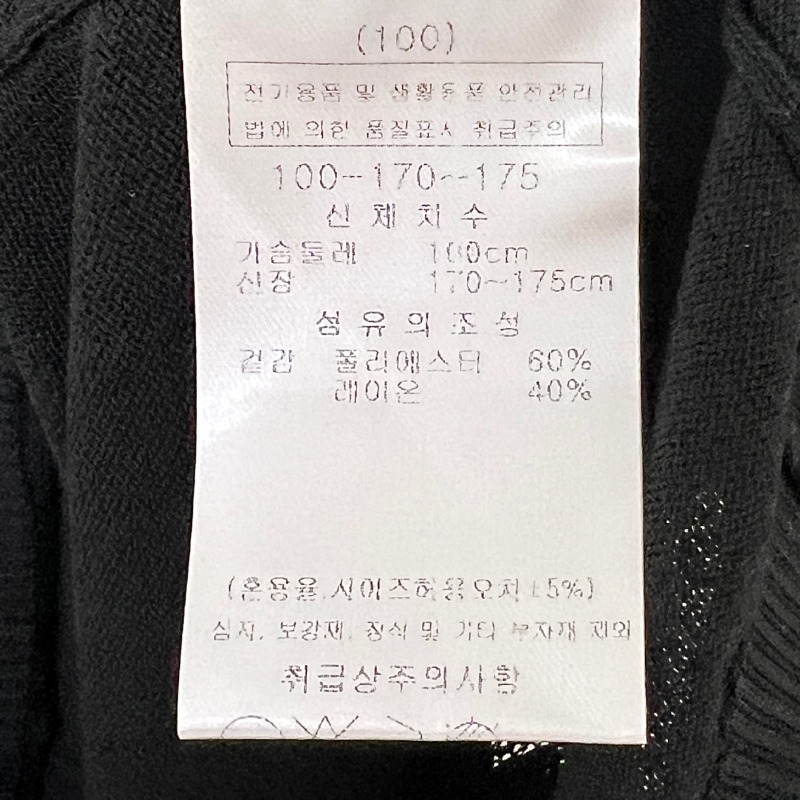 (100)
전기용품 및 생활용품 안전관리
법에 의한 품질표시 취급주의
100--170--175
신체치수
가슴둘레 100cm
신장 170~175cm
섬유의조성
겉감 폴리에스터 60%
레이온 40%
(혼용율,사이즈허용오차±5%)
심지, 보강재, 장식 및 기타 부자재 제외
취급상주의사항